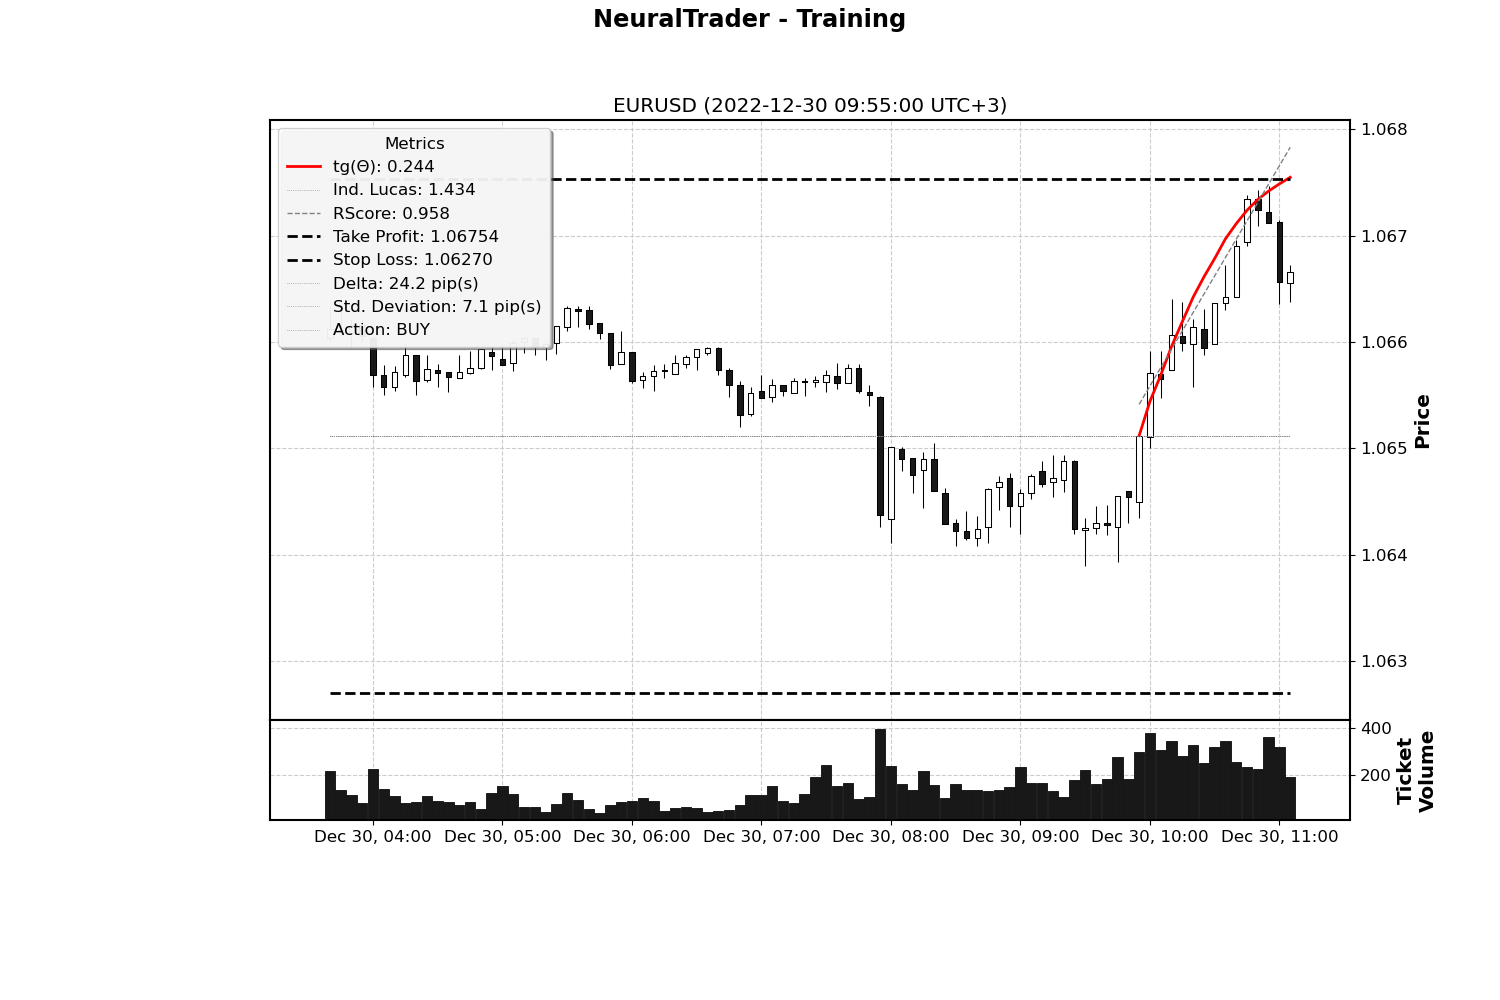 NeuralTrader - Training
EURUSD (2022-12-30 09:55:00 UTC+3)
Metrics
tg(Θ): 0.244
Ind. Lucas: 1.434
RScore: 0.958
Take Profit: 1.06754
Stop Loss: 1.06270
Delta: 24.2 pip(s)
Std. Deviation: 7.1 pip(s)
Action: BUY
1.068
1.067
1.066
1.065
1.064
1.063
Price
400
200
Ticket
Volume
Dec 30, 04:00 Dec 30, 05:00 Dec 30, 06:00 Dec 30, 07:00 Dec 30, 08:00 Dec 30, 09:00 Dec 30, 10:00 Dec 30, 11:00